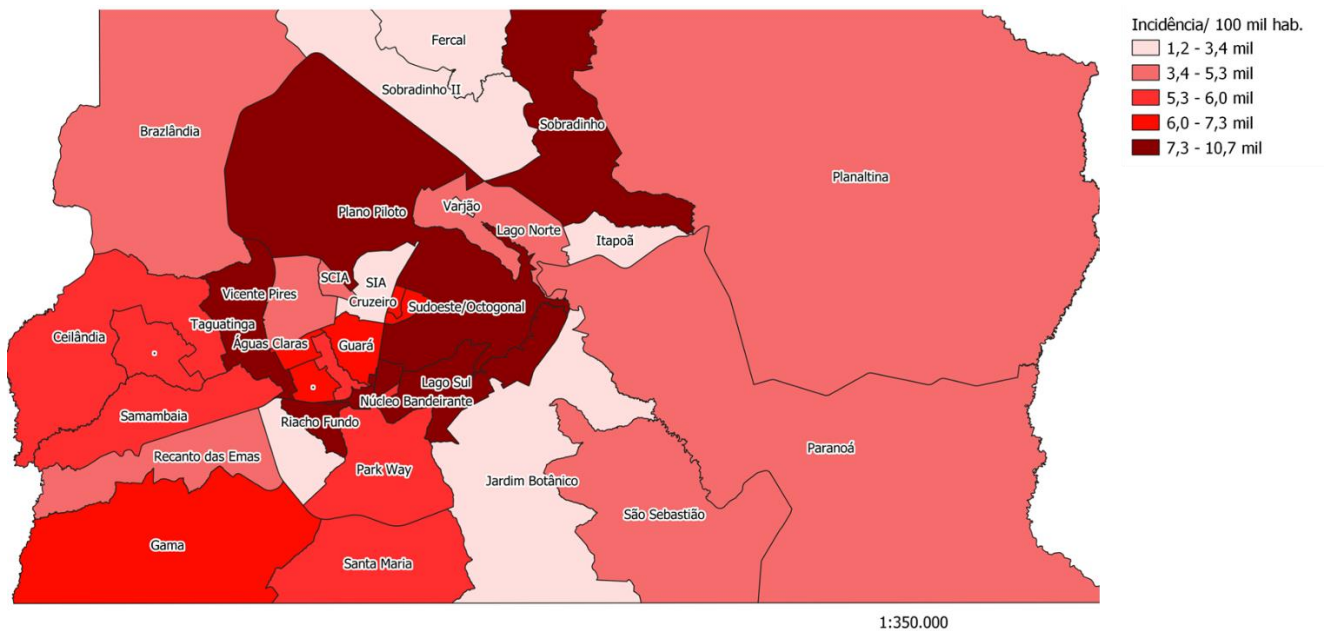 Incidência/ 100 mil hab.
1,2 - 3,4 mil
3,4 - 5,3 mil
5,3 - 6,0 mil
6,0 - 7,3 mil
7,3 - 10,7 mil
Fercal
Sobradinho II
Sobradinho
Brazlândia
Planaltina
Plano Piloto
Varjão
Lago Norte
Itapoã
SCIA
SIA
Vicente Pires
Cruzeiro
Sudoeste/Octogonal
Taguatinga
Ceilândia
Águas Claras
Guará
Lago Sul
Núcleo Bandeirante
Samambaia
Riacho Fundo
Recanto das Emas
Park Way
Paranoá
Jardim Botânico
São Sebastião
Gama
Santa Maria
1:350.000